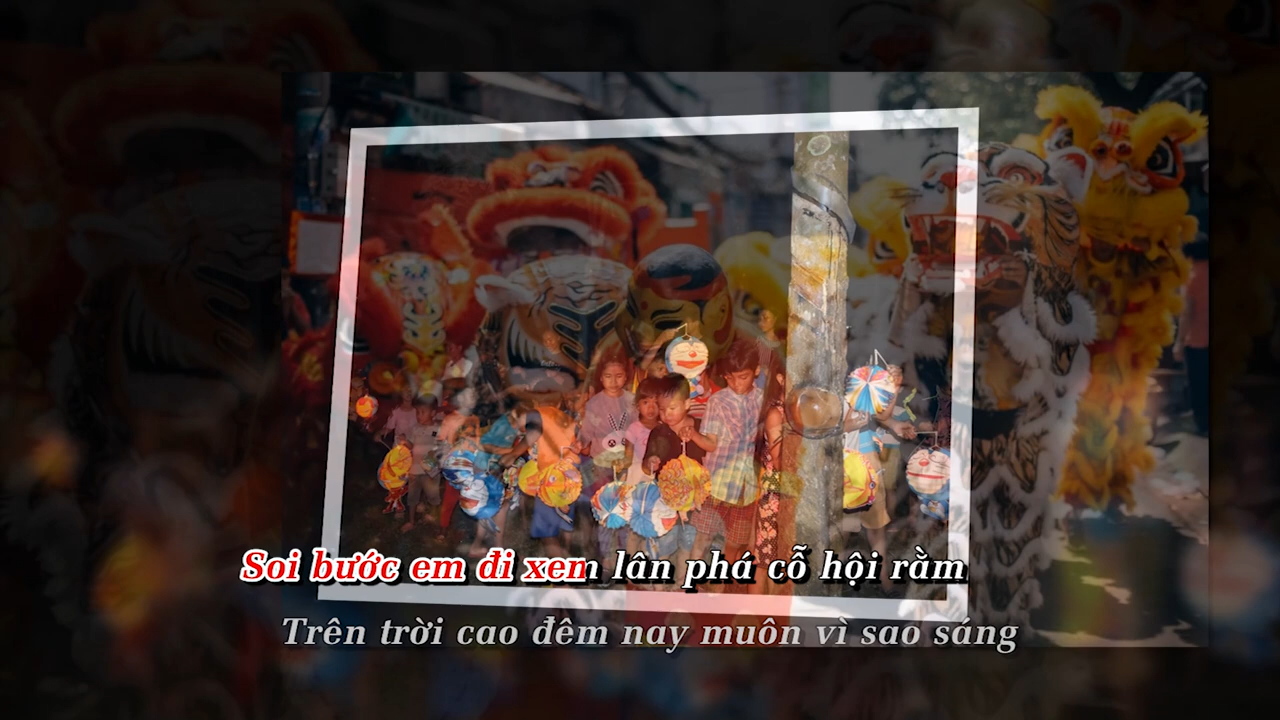 Soi bước em đi xem lân phá cỗ hội rằm
Trên trời cao đêm nay muôn vì sao sáng